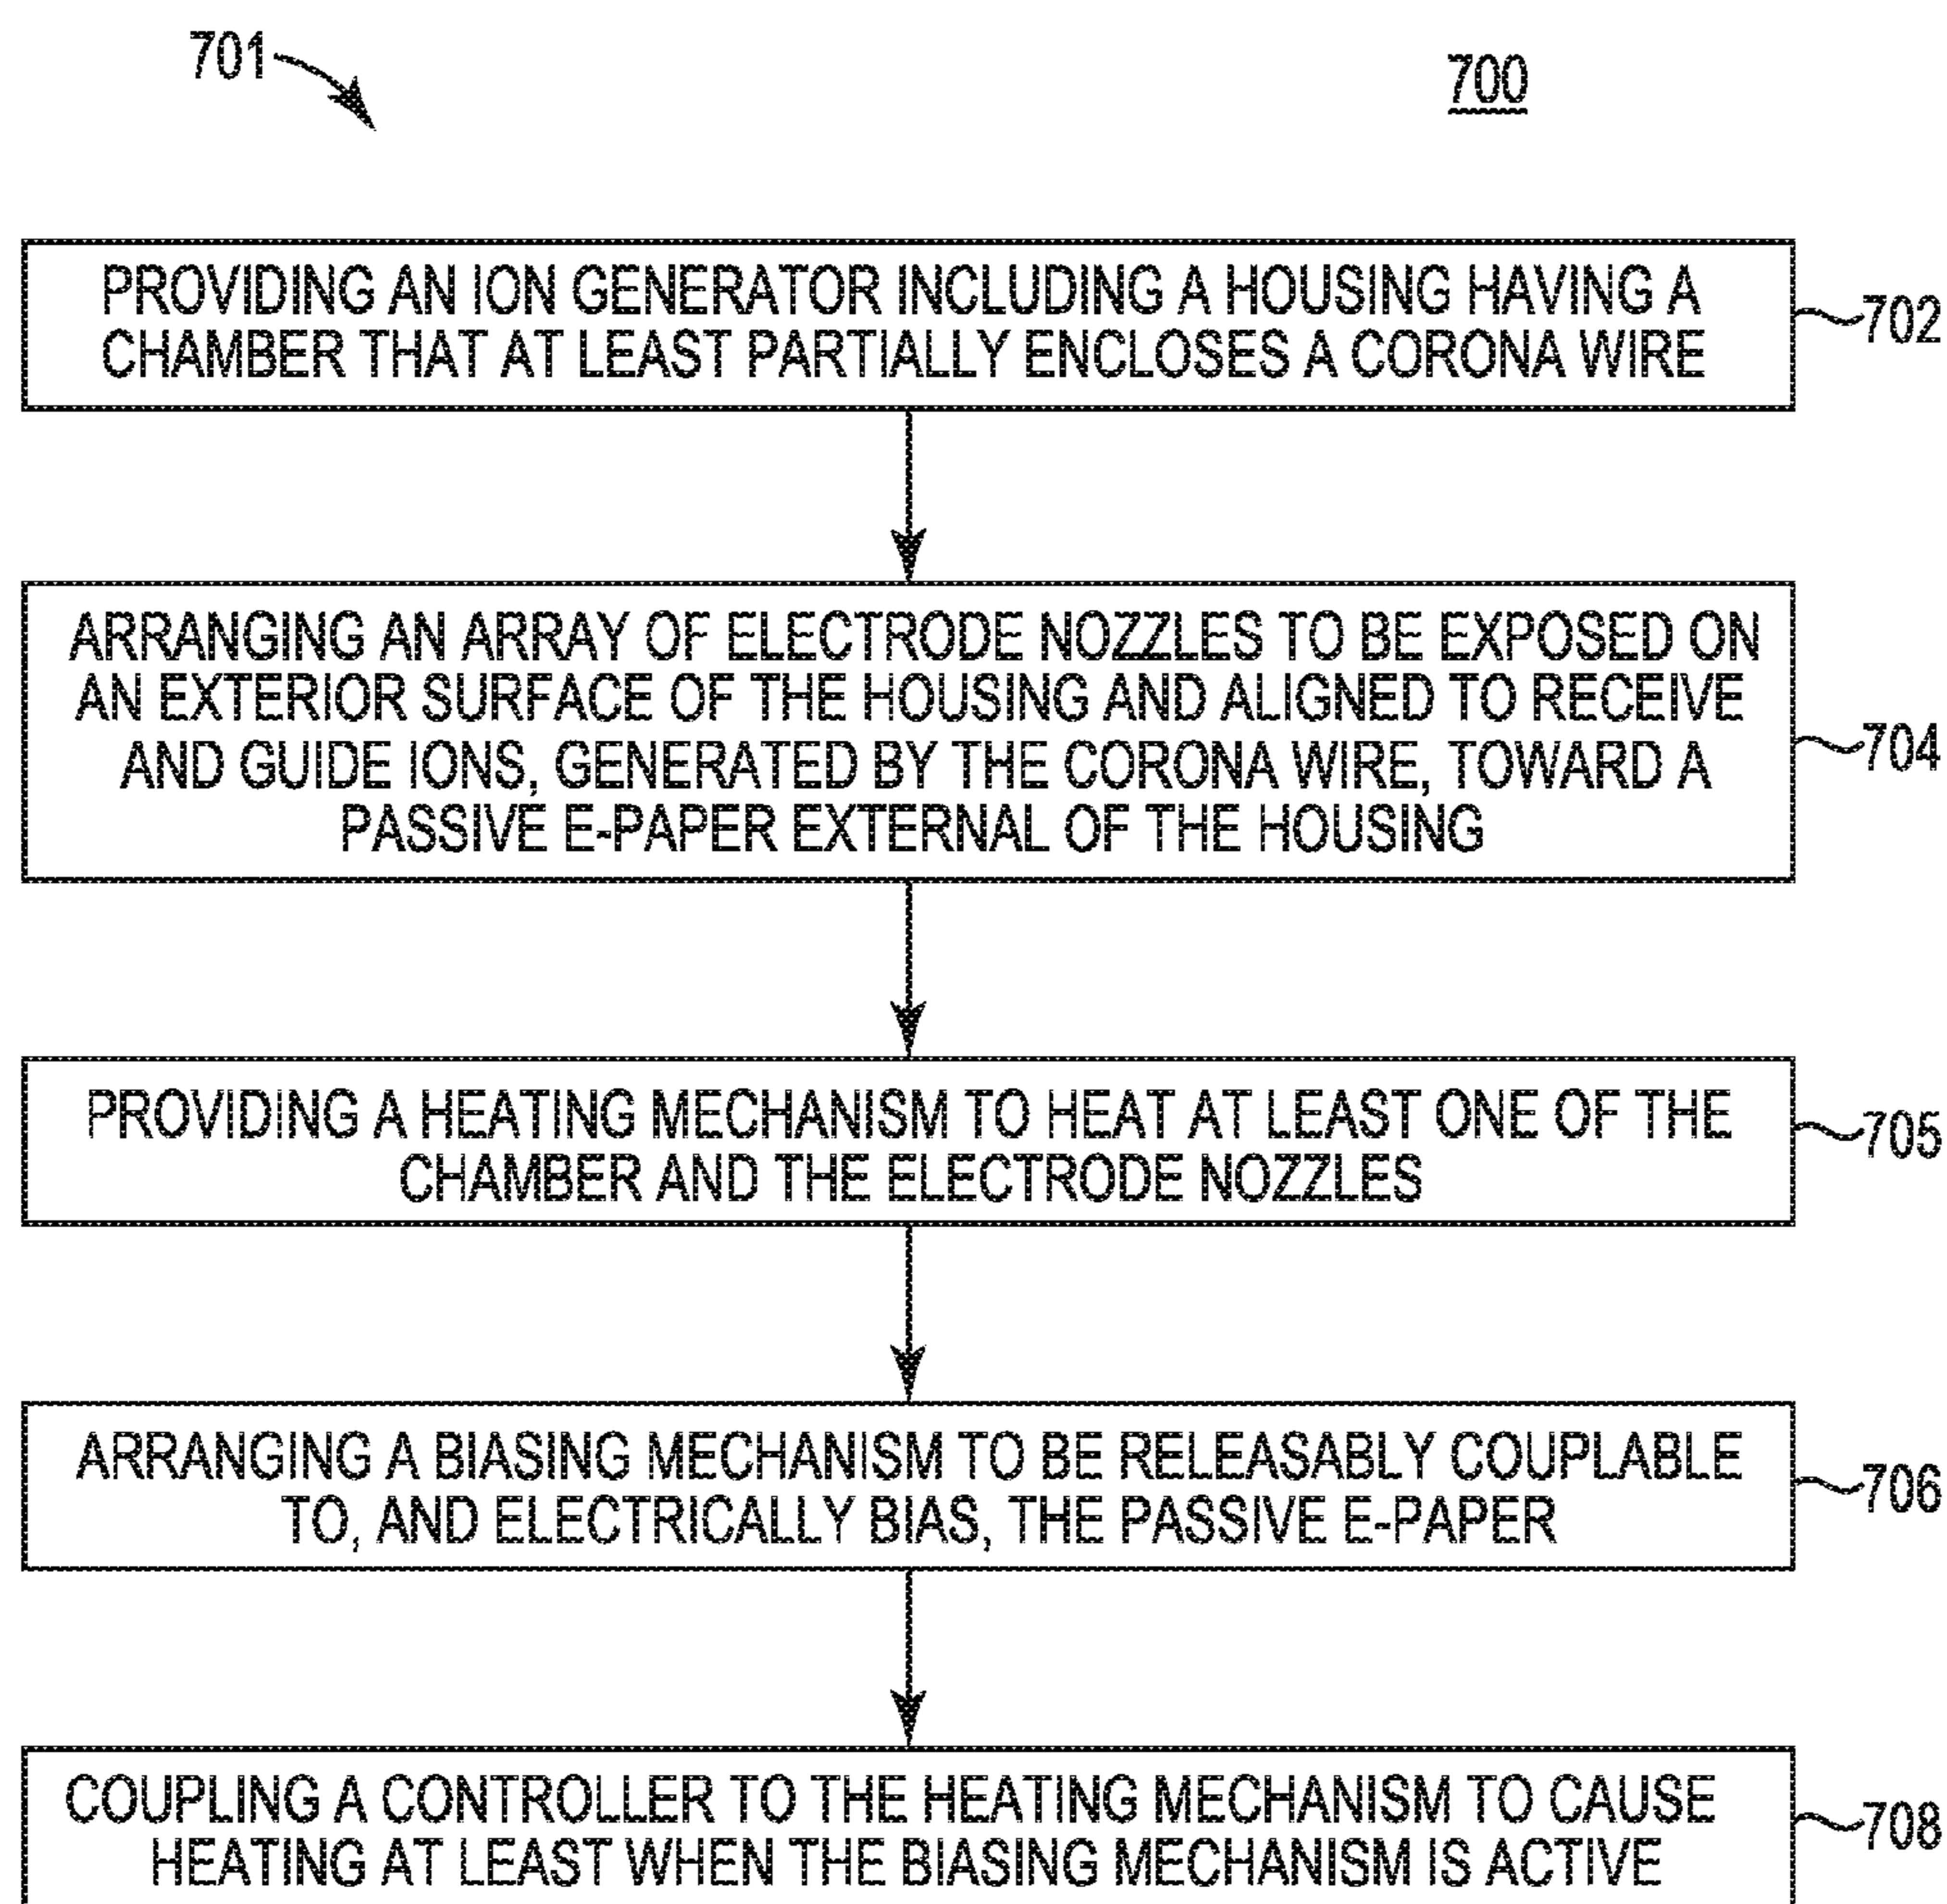 701
700
PROVIDING AN ION GENERATOR INCLUDING A HOUSING HAVING A
CHAMBER THAT AT LEAST PARTIALLY ENCLOSES A CORONA WIRE
702
ARRANGING AN ARRAY OF ELECTRODE NOZZLES TO BE EXPOSED ON
AN EXTERIOR SURFACE OF THE HOUSING AND ALIGNED TO RECEIVE
AND GUIDE IONS, GENERATED BY THE CORONA WIRE, TOWARD A
PASSIVE E-PAPER EXTERNAL OF THE HOUSING
704
PROVIDING A HEATING MECHANISM TO HEAT AT LEAST ONE OF THE
CHAMBER AND THE ELECTRODE NOZZLES
705
ARRANGING A BIASING MECHANISM TO BE RELEASABLY COUPLABLE
TO, AND ELECTRICALLY BIAS, THE PASSIVE E-PAPER
706
COUPLING A CONTROLLER TO THE HEATING MECHANISM TO CAUSE
HEATING AT LEAST WHEN THE BIASING MECHANISM IS ACTIVE
708